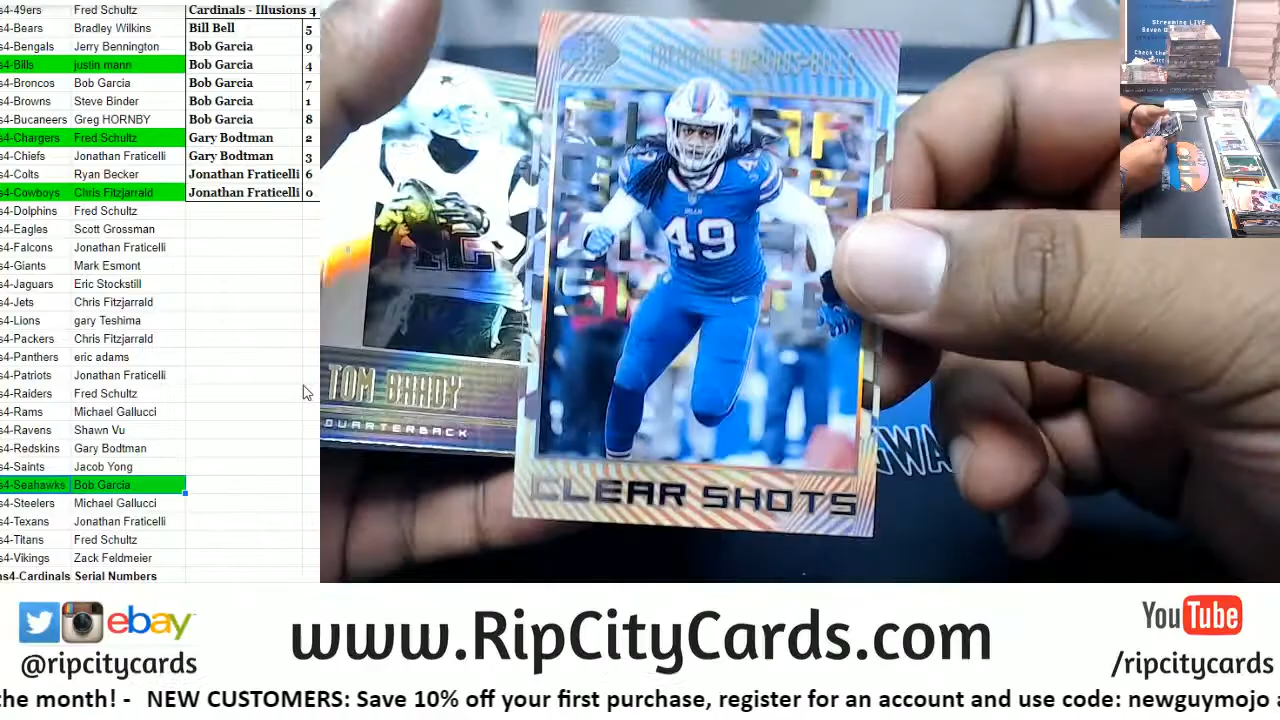 s4-49ers Fred Schultz Cardinals - Illusions 4
s4-Bears Bradley Wilkins Bill Bell 5
s4-Bengals Jerry Bennington Bob Garcia 9
s4-Bills justin mann Bob Garcia 4
s4-Broncos Bob Garcia Bob Garcia 7
s4-Browns Steve Binder Bob Garcia 1
s4-Bucaneers Greg HORNBY Bob Garcia 8
s4-Chargers Fred Schultz Gary Bodtman 2
s4-Chiefs Jonathan Fraticelli Gary Bodtman 3
s4-Colts Ryan Becker Jonathan Fraticelli 6
s4-Cowboys Chris Fitzjarrald Jonathan Fraticelli 0
s4-Dolphins Fred Schultz
s4-Eagles Scott Grossman
s4-Falcons Jonathan Fraticelli
s4-Giants Mark Esmont
s4-Jaguars Eric Stockstill
s4-Jets Chris Fitzjarrald
s4-Lions gary Teshima
s4-Packers Chris Fitzjarrald
s4-Panthers eric adams
s4-Patriots Jonathan Fraticelli
s4-Raiders Fred Schultz
s4-Rams Michael Gallucci
s4-Ravens Shawn Vu
s4-Redskins Gary Bodtman
s4-Saints Jacob Yong
s4-Seahawks Bob Garcia
s4-Steelers Michael Gallucci
s4-Texans Jonathan Fraticelli
s4-Titans Fred Schultz
s4-Vikings Zack Feldmeier
ns4-Cardinals Serial Numbers
BILLS
49
CLEAR SHOTS
12
TOM BRADY
QUARTERBACK
Streaming LIVE
ebay
@ripcitycards
www.RipCityCards.com
YouTube
/ripcitycards
the month! - NEW CUSTOMERS: Save 10% off your first purchase, register for an account and use code: newguymojo